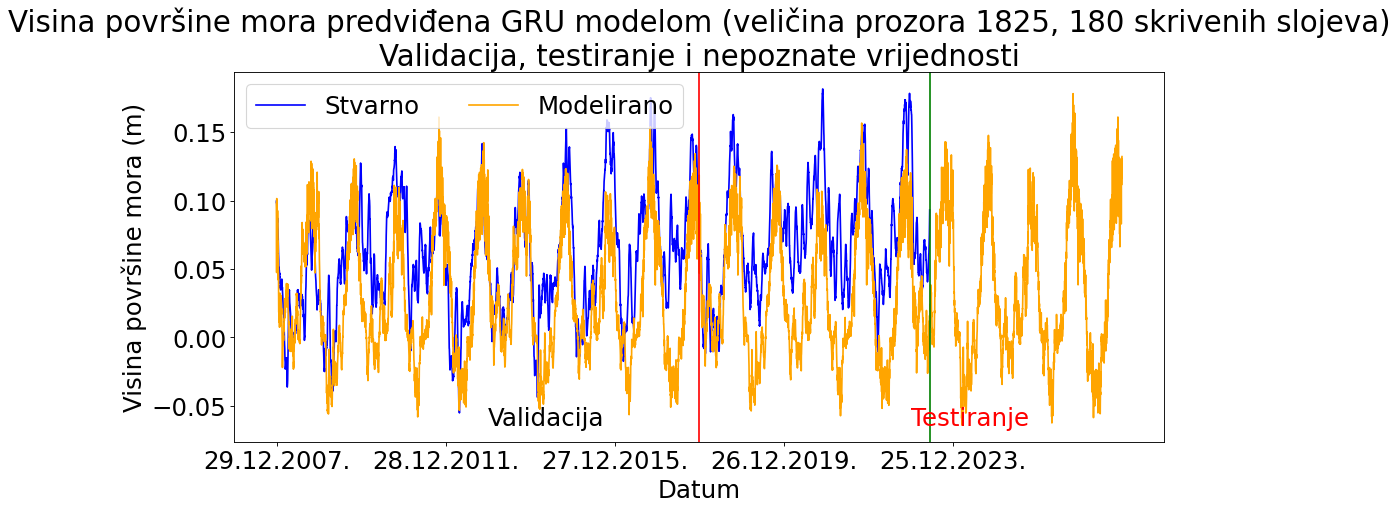 Visina površine mora predviđena GRU modelom (veličina prozora 1825, 180 skrivenih slojeva)
Validacija, testiranje i nepoznate vrijednosti
Stvarno
Modelirano
Visina površine mora (m)
0.15
0.10
0.05
0.00
−0.05
Validacija
Testiranje
29.12.2007.
28.12.2011.
27.12.2015.
26.12.2019.
25.12.2023.
Datum